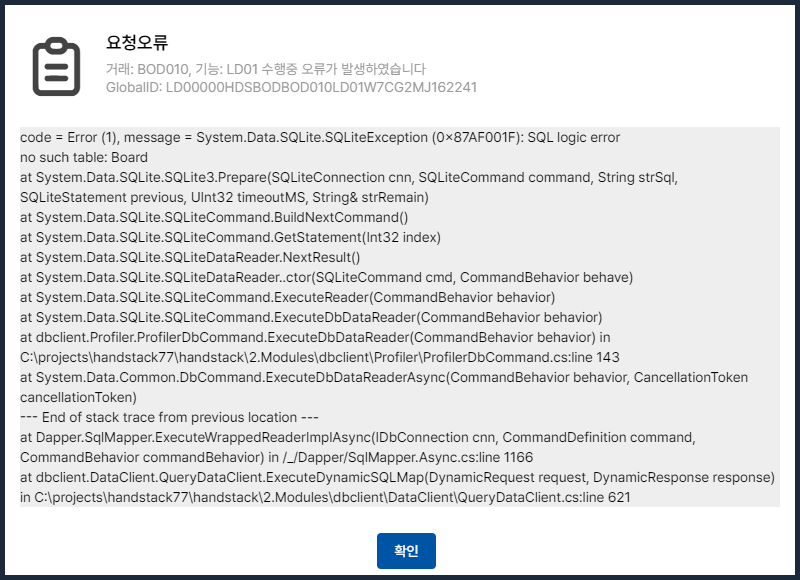 요청오류
거래: BOD010, 기능: LD01 수행중 오류가 발생하였습니다
GlobalID: LD00000HDSBODBOD010LD01W7CG2MJ162241
code = Error (1), message = System.Data.SQLite.SQLiteException (0x87AF001F): SQL logic error
no such table: Board
at System.Data.SQLite.SQLite3.Prepare(SQLiteConnection cnn, SQLiteCommand command, String strSql,
SQLiteStatement previous, UInt32 timeoutMS, String& strRemain)
at System.Data.SQLite.SQLiteCommand.BuildNextCommand()
at System.Data.SQLite.SQLiteCommand.GetStatement(Int32 index)
at System.Data.SQLite.SQLiteDataReader.NextResult()
at System.Data.SQLite.SQLiteDataReader..ctor(SQLiteCommand cmd, CommandBehavior behave)
at System.Data.SQLite.SQLiteCommand.ExecuteReader(CommandBehavior behavior)
at System.Data.SQLite.SQLiteCommand.ExecuteDbDataReader(CommandBehavior behavior)
at dbclient.Profiler.ProfilerDbCommand.ExecuteDbDataReader(CommandBehavior behavior) in
C:\projects\handstack77\handstack\2.Modules\dbclient\Profiler\ProfilerDbCommand.cs:line 143
at System.Data.Common.DbCommand.ExecuteDbDataReaderAsync(CommandBehavior behavior, CancellationToken
cancellationToken)
--- End of stack trace from previous location ---
at Dapper.SqlMapper.ExecuteWrappedReaderImplAsync(IDbConnection cnn, CommandDefinition command,
CommandBehavior commandBehavior) in /_/Dapper/SqlMapper.Async.cs:line 1166
at dbclient.DataClient.QueryDataClient.ExecuteDynamicSQLMap(DynamicRequest request, DynamicResponse response)
in C:\projects\handstack77\handstack\2.Modules\dbclient\DataClient\QueryDataClient.cs:line 621
확인